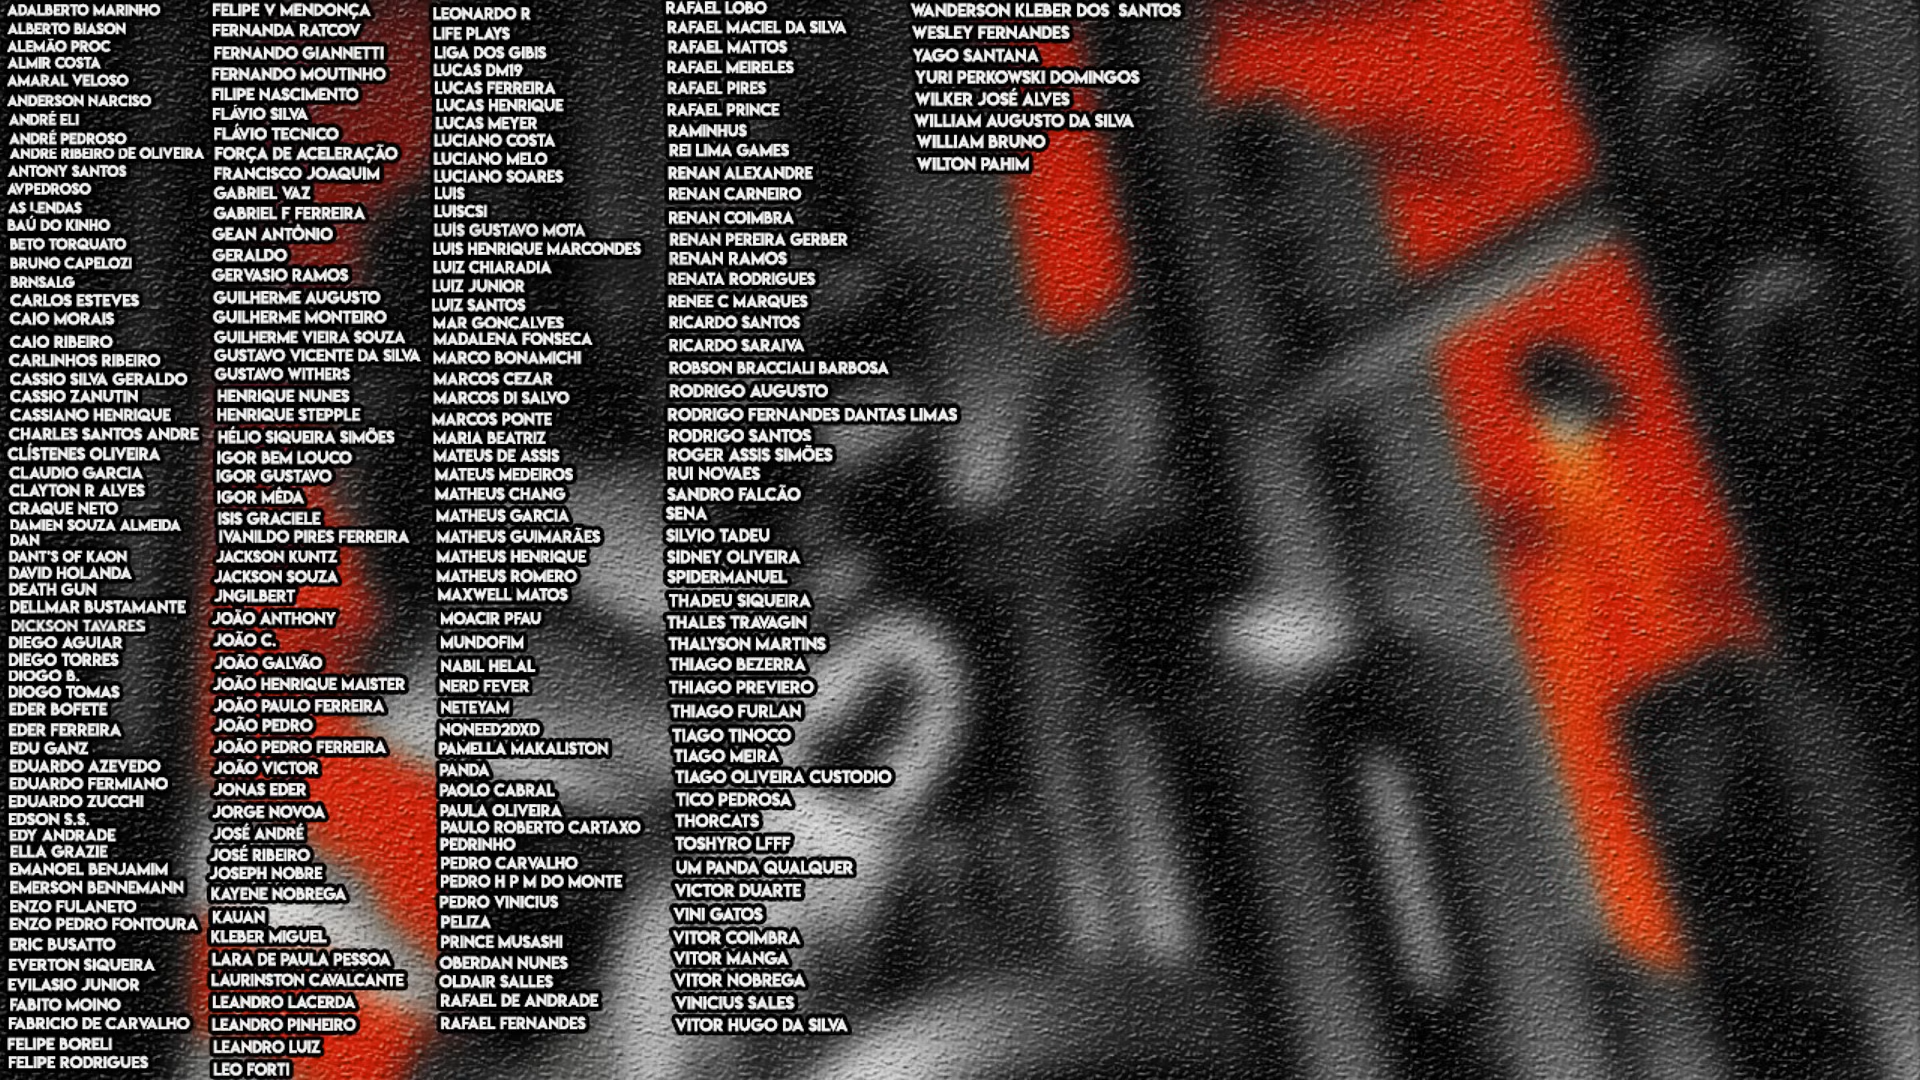 ADALBERTO MARINHO
ALBERTO BIASON
ALEMÃO PROC
ALMIR COSTA
AMARAL VELOSO
ANDERSON NARCISO
ANDRÉ ELI
ANDRÉ PEDROSO
ANDRE RIBEIRO DE OLIVEIRA
ANTONY SANTOS
AVPEDROSO
AS LENDAS
BAÚ DO KINHO
BETO TORQUATO
BRUNO CAPELOZI
BRNSALG
CARLOS ESTEVES
CAIO MORAIS
CAIO RIBEIRO
CARLINHOS RIBEIRO
CASSIO SILVA GERALDO
CASSIO ZANUTIN
CASSIANO HENRIQUE
CHARLES SANTOS ANDRE
CLÍSTENES OLIVEIRA
CLAUDIO GARCIA
CLAYTON R ALVES
CRAQUE NETO
DAMIEN SOUZA ALMEIDA
DAN
DANT'S OF KAON
DAVID HOLANDA
DEATH GUN
DELLMAR BUSTAMANTE
DICKSON TAVARES
DIEGO AGUIAR
DIEGO TORRES
DIOGO B.
DIOGO TOMAS
EDER BOFETE
EDER FERREIRA
EDU GANZ
EDUARDO AZEVEDO
EDUARDO FERMIANO
EDUARDO ZUCCHI
EDSON S.S.
EDY ANDRADE
ELLA GRAZIE
EMANOEL BENJAMIM
EMERSON BENNEMANN
ENZO FULANETO
ENZO PEDRO FONTOURA
ERIC BUSATTO
EVERTON SIQUEIRA
EVILASIO JUNIOR
FABITO MOINO
FABRICIO DE CARVALHO
FELIPE BORELI
FELIPE RODRIGUES
FELIPE V MENDONÇA
FERNANDA RATCOV
FERNANDO GIANNETTI
FERNANDO MOUTINHO
FILIPE NASCIMENTO
FLÁVIO SILVA
FLÁVIO TECNICO
FORÇA DE ACELERAÇÃO
FRANCISCO JOAQUIM
GABRIEL VAZ
GABRIEL F FERREIRA
GEAN ANTÔNIO
GERALDO
GERVASIO RAMOS
GUILHERME AUGUSTO
GUILHERME MONTEIRO
GUILHERME VIEIRA SOUZA
GUSTAVO VICENTE DA SILVA
GUSTAVO WITHERS
HENRIQUE NUNES
HENRIQUE STEPPLE
HÉLIO SIQUEIRA SIMÕES
IGOR BEM LOUCO
IGOR GUSTAVO
IGOR MÉDA
ISIS GRACIELE
IVANILDO PIRES FERREIRA
JACKSON KUNTZ
JACKSON SOUZA
JNGILBERT
JOÃO ANTHONY
JOÃO C.
JOÃO GALVÃO
JOÃO HENRIQUE MAISTER
JOÃO PAULO FERREIRA
JOÃO PEDRO
JOÃO PEDRO FERREIRA
JOÃO VICTOR
JONAS EDER
JORGE NOVOA
JOSÉ ANDRÉ
JOSÉ RIBEIRO
JOSEPH NOBRE
KAYENE NOBREGA
KAUAN
KLEBER MIGUEL
LARA DE PAULA PESSOA
LAURINSTON CAVALCANTE
LEANDRO LACERDA
LEANDRO PINHEIRO
LEANDRO LUIZ
LEO FORTI
LEONARDO R
LIFE PLAYS
LIGA DOS GIBIS
LUCAS DM19
LUCAS FERREIRA
LUCAS HENRIQUE
LUCAS MEYER
LUCIANO COSTA
LUCIANO MELO
LUCIANO SOARES
LUIS
LUISCSI
LUÍS GUSTAVO MOTA
LUIS HENRIQUE MARCONDES
LUIZ CHIARADIA
LUIZ JUNIOR
LUIZ SANTOS
MAR GONCALVES
MADALENA FONSECA
MARCO BONAMICHI
MARCOS CEZAR
MARCOS DI SALVO
MARCOS PONTE
MARIA BEATRIZ
MATEUS DE ASSIS
MATEUS MEDEIROS
MATHEUS CHANG
MATHEUS GARCIA
MATHEUS GUIMARÃES
MATHEUS HENRIQUE
MATHEUS ROMERO
MAXWELL MATOS
MOACIR PFAU
MUNDOFIM
NABIL HELAL
NERD FEVER
NETEYAM
NONEED2DXD
PAMELLA MAKALISTON
PANDA
PAOLO CABRAL
PAULA OLIVEIRA
PAULO ROBERTO CARTAXO
PEDRINHO
PEDRO CARVALHO
PEDRO H P M DO MONTE
PEDRO VINICIUS
PELIZA
PRINCE MUSASHI
OBERDAN NUNES
OLDAIR SALLES
RAFAEL DE ANDRADE
RAFAEL FERNANDES
RAFAEL LOBO
RAFAEL MACIEL DA SILVA
RAFAEL MATTOS
RAFAEL MEIRELES
RAFAEL PIRES
RAFAEL PRINCE
RAMINHUS
REI LIMA GAMES
RENAN ALEXANDRE
RENAN CARNEIRO
RENAN COIMBRA
RENAN PEREIRA GERBER
RENAN RAMOS
RENATA RODRIGUES
RENEE C MARQUES
RICARDO SANTOS
RICARDO SARAIVA
ROBSON BRACCIALI BARBOSA
RODRIGO AUGUSTO
RODRIGO FERNANDES DANTAS LIMAS
RODRIGO SANTOS
ROGER ASSIS SIMÕES
RUI NOVAES
SANDRO FALCÃO
SENA
SILVIO TADEU
SIDNEY OLIVEIRA
SPIDERMANUEL
THADEU SIQUEIRA
THALES TRAVAGIN
THALYSON MARTINS
THIAGO BEZERRA
THIAGO PREVIERO
THIAGO FURLAN
TIAGO TINOCO
TIAGO MEIRA
TIAGO OLIVEIRA CUSTODIO
TICO PEDROSA
THORCATS
TOSHYRO LFFF
UM PANDA QUALQUER
VICTOR DUARTE
VINI GATOS
VITOR COIMBRA
VITOR MANGA
VITOR NOBREGA
VINICIUS SALES
VITOR HUGO DA SILVA
WANDERSON KLEBER DOS SANTOS
WESLEY FERNANDES
YAGO SANTANA
YURI PERKOWSKI DOMINGOS
WILKER JOSÉ ALVES
WILLIAM AUGUSTO DA SILVA
WILLIAM BRUNO
WILTON PAHIM